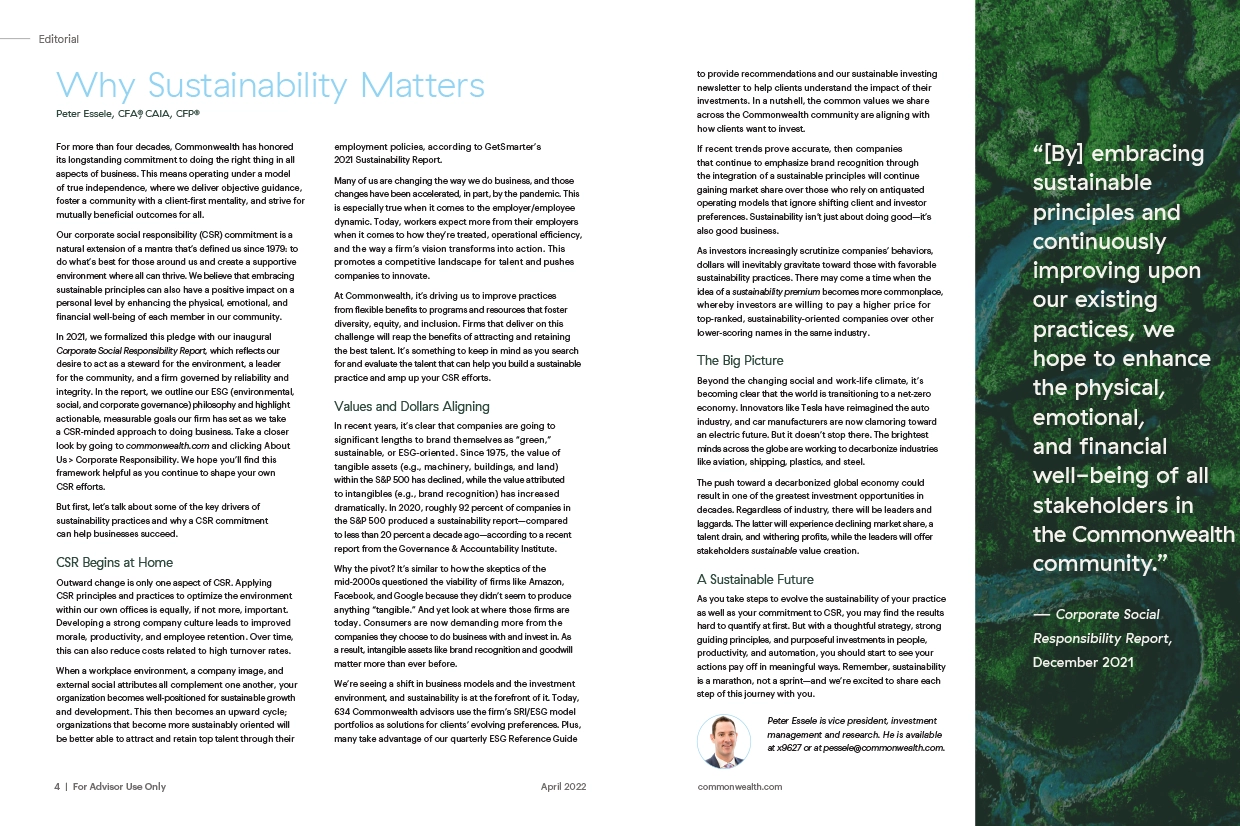 Editorial
Why Sustainability Matters
Peter Essele, CFA®, CAIA, CFP®
For more than four decades, Commonwealth has honored
its longstanding commitment to doing the right thing in all
aspects of business. This means operating under a model
of true independence, where we deliver objective guidance,
foster a community with a client-first mentality, and strive for
mutually beneficial outcomes for all.
Our corporate social responsibility (CSR) commitment is a
natural extension of a mantra that's defined us since 1979: to
do what's best for those around us and create a supportive
environment where all can thrive. We believe that embracing
sustainable principles can also have a positive impact on a
personal level by enhancing the physical, emotional, and
financial well-being of each member in our community.
In 2021, we formalized this pledge with our inaugural
Corporate Social Responsibility Report, which reflects our
desire to act as a steward for the environment, a leader
for the community, and a firm governed by reliability and
integrity. In the report, we outline our ESG (environmental,
social, and corporate governance) philosophy and highlight
actionable, measurable goals our firm has set as we take
a CSR-minded approach to doing business. Take a closer
look by going to commonwealth.com and clicking About
Us > Corporate Responsibility. We hope you'll find this
framework helpful as you continue to shape your own
CSR efforts.
But first, let's talk about some of the key drivers of
sustainability practices and why a CSR commitment
can help businesses succeed.
CSR Begins at Home
Outward change is only one aspect of CSR. Applying
CSR principles and practices to optimize the environment
within our own offices is equally, if not more, important.
Developing a strong company culture leads to improved
morale, productivity, and employee retention. Over time,
this can also reduce costs related to high turnover rates.
When a workplace environment, a company image, and
external social attributes all complement one another, your
organization becomes well-positioned for sustainable growth
and development. This then becomes an upward cycle;
organizations that become more sustainably oriented will
be better able to attract and retain top talent through their
employment policies, according to GetSmarter's
2021 Sustainability Report.
Many of us are changing the way we do business, and those
changes have been accelerated, in part, by the pandemic. This
is especially true when it comes to the employer/employee
dynamic. Today, workers expect more from their employers
when it comes to how they're treated, operational efficiency,
and the way a firm's vision transforms into action. This
promotes a competitive landscape for talent and pushes
companies to innovate.
At Commonwealth, it's driving us to improve practices
from flexible benefits to programs and resources that foster
diversity, equity, and inclusion. Firms that deliver on this
challenge will reap the benefits of attracting and retaining
the best talent. It's something to keep in mind as you search
for and evaluate the talent that can help you build a sustainable
practice and amp up your CSR efforts.
Values and Dollars Aligning
In recent years, it's clear that companies are going to
significant lengths to brand themselves as "green,"
sustainable, or ESG-oriented. Since 1975, the value of
tangible assets (e.g., machinery, buildings, and land)
within the S&P 500 has declined, while the value attributed
to intangibles (e.g., brand recognition) has increased
dramatically. In 2020, roughly 92 percent of companies in
the S&P 500 produced a sustainability report—compared
to less than 20 percent a decade ago—according to a recent
report from the Governance & Accountability Institute.
Why the pivot? It's similar to how the skeptics of the
mid-2000s questioned the viability of firms like Amazon,
Facebook, and Google because they didn't seem to produce
anything "tangible." And yet look at where those firms are
today. Consumers are now demanding more from the
companies they choose to do business with and invest in. As
a result, intangible assets like brand recognition and goodwill
matter more than ever before.
We're seeing a shift in business models and the investment
environment, and sustainability is at the forefront of it. Today,
634 Commonwealth advisors use the firm's SRI/ESG model
portfolios as solutions for clients' evolving preferences. Plus,
many take advantage of our quarterly ESG Reference Guide
to provide recommendations and our sustainable investing
newsletter to help clients understand the impact of their
investments. In a nutshell, the common values we share
across the Commonwealth community are aligning with
how clients want to invest.
If recent trends prove accurate, then companies
that continue to emphasize brand recognition through
the integration of a sustainable principles will continue
gaining market share over those who rely on antiquated
operating models that ignore shifting client and investor
preferences. Sustainability isn't just about doing good—it's
also good business.
As investors increasingly scrutinize companies' behaviors,
dollars will inevitably gravitate toward those with favorable
sustainability practices. There may come a time when the
idea of a sustainability premium becomes more commonplace,
whereby investors are willing to pay a higher price for
top-ranked, sustainability-oriented companies over other
lower-scoring names in the same industry.
The Big Picture
Beyond the changing social and work-life climate, it's
becoming clear that the world is transitioning to a net-zero
economy. Innovators like Tesla have reimagined the auto
industry, and car manufacturers are now clamoring toward
an electric future. But it doesn't stop there. The brightest
minds across the globe are working to decarbonize industries
like aviation, shipping, plastics, and steel.
The push toward a decarbonized global economy could
result in one of the greatest investment opportunities in
decades. Regardless of industry, there will be leaders and
laggards. The latter will experience declining market share, a
talent drain, and withering profits, while the leaders will offer
stakeholders sustainable value creation.
A Sustainable Future
As you take steps to evolve the sustainability of your practice
as well as your commitment to CSR, you may find the results
hard to quantify at first. But with a thoughtful strategy, strong
guiding principles, and purposeful investments in people,
productivity, and automation, you should start to see your
actions pay off in meaningful ways. Remember, sustainability
is a marathon, not a sprint—and we're excited to share each
step of this journey with you.
Peter Essele is vice president, investment
management and research. He is available
at x9627 or at pessele@commonwealth.com.
"[By] embracing
sustainable
principles and
continuously
improving upon
our existing
practices, we
hope to enhance
the physical,
emotional,
and financial
well-being of all
stakeholders in
the Commonwealth
community."
— Corporate Social
Responsibility Report,
December 2021
4 | For Advisor Use Only
April 2022
commonwealth.com